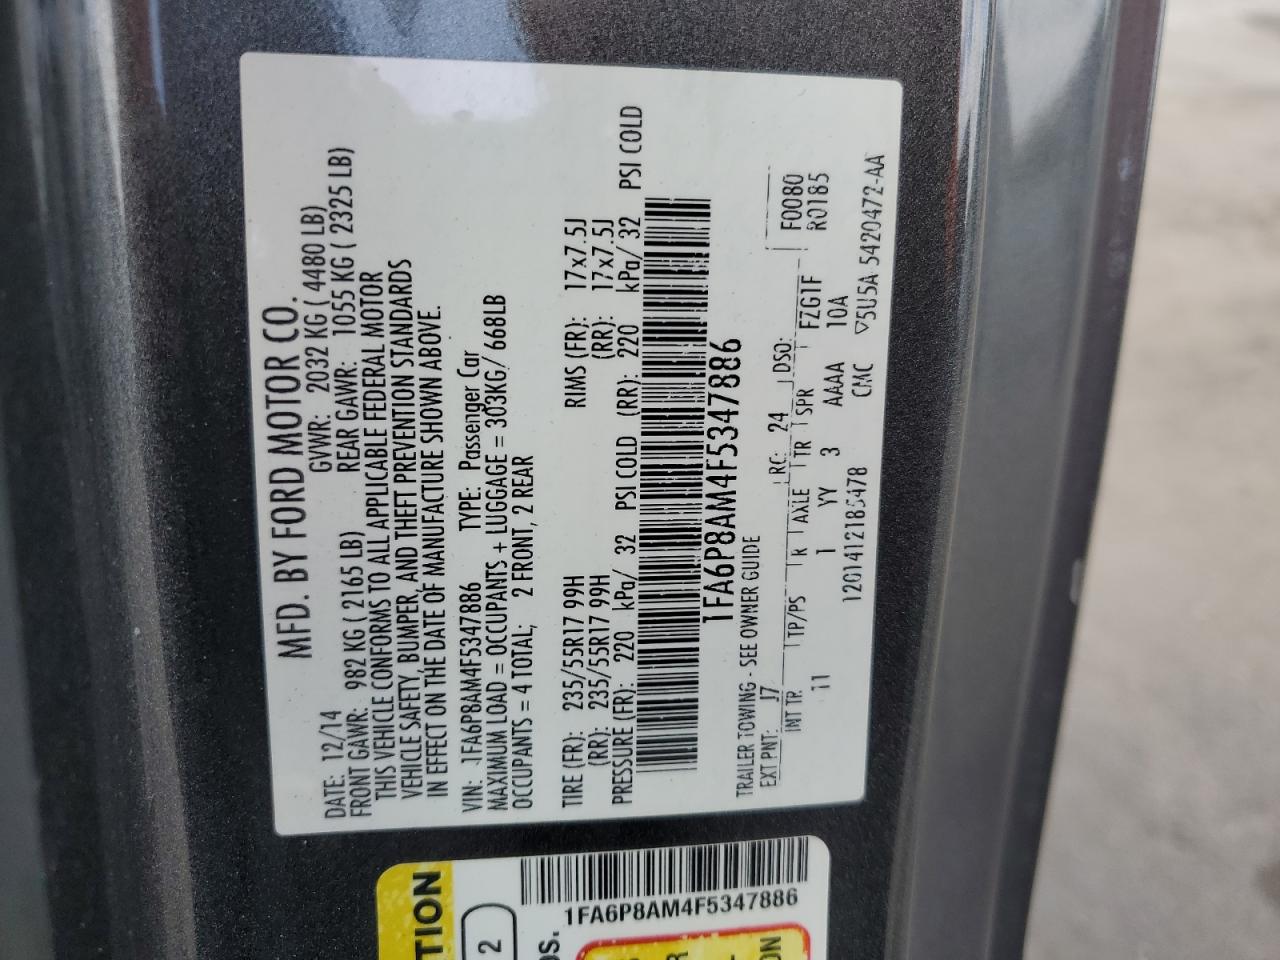 MFD. BY FORD MOTOR CO.
DATE: 12/14 GVWR: 2032 KG ( 4480 LB)
FRONT GAWR: 982 KG ( 2165 LB) REAR GAWR: 1055 KG ( 2325 LB)
THIS VEHICLE CONFORMS TO ALL APPLICABLE FEDERAL MOTOR
VEHICLE SAFETY, BUMPER, AND THEFT PREVENTION STANDARDS
IN EFFECT ON THE DATE OF MANUFACTURE SHOWN ABOVE.
VIN: 1FA6P8AM4F5347886 TYPE: Passenger Car
MAXIMUM LOAD = OCCUPANTS + LUGGAGE = 303KG/ 668LB
OCCUPANTS = 4 TOTAL; 2 FRONT, 2 REAR
TIRE (FR): 235/55R17 99H RIMS (FR): 17x7.5J
(RR): 235/55R17 99H (RR): 17x7.5J
PRESSURE (FR): 220 kPa/ 32 PSI COLD (RR): 220 kPa/ 32 PSI COLD
1FA6P8AM4F5347886
TRAILER TOWING - SEE OWNER GUIDE
EXT PNT: J7 RC: 24 DSO: F0080
INT TR TP/PS R AXLE TR SPR FZG1F R0185
11 1 YY 3 AAAA 10A
CMC ▽5U5A-5420472-AA
TION
2
1FA6P8AM4F5347886
OS.